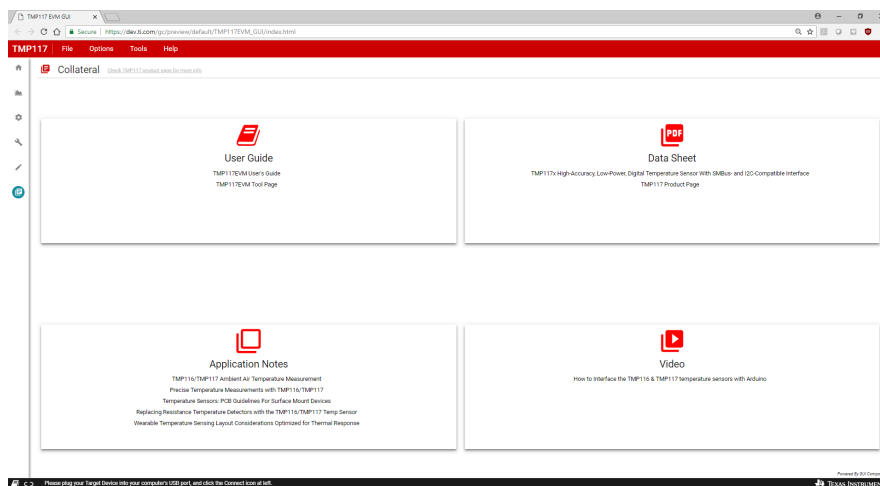 TMP117 EVM GUI
Secure | https://dev.ti.com/gc/preview/default/TMP117EVM_GUI/index.html
TMP117 File Options Tools Help
Collateral Check TMP117 product page for more info
PDF
User Guide
TMP117EVM User's Guide
TMP117EVM Tool Page
Data Sheet
TMP117x High-Accuracy, Low-Power, Digital Temperature Sensor With SMBus- and I2C-Compatible Interface
TMP117 Product Page
Application Notes
TMP116/TMP117 Ambient Air Temperature Measurement
Precise Temperature Measurements with TMP116/TMP117
Temperature Sensors: PCB Guidelines For Surface Mount Devices
Replacing Resistance Temperature Detectors with the TMP116/TMP117 Temp Sensor
Wearable Temperature Sensing Layout Considerations Optimized for Thermal Response
Video
How to Interface the TMP116 & TMP117 temperature sensors with Arduino
Powered By GUI Compo
Please plug your Target Device into your computer's USB port, and click the Connect icon at left.
TEXAS INSTRUMEN